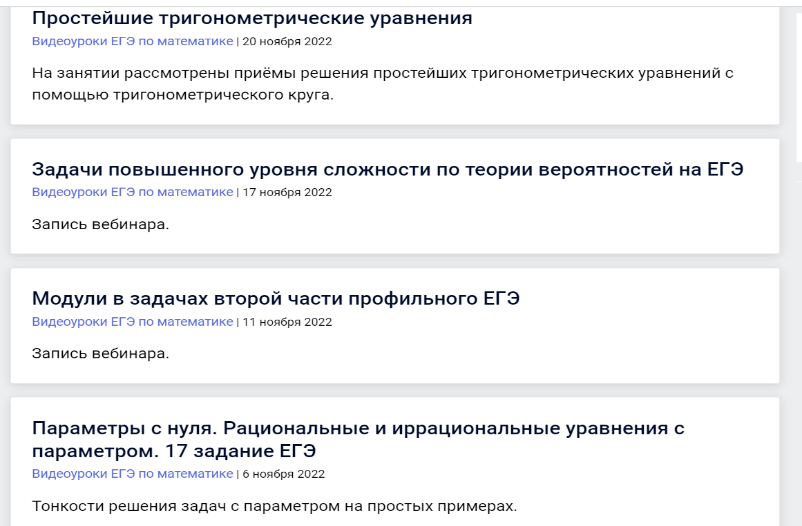 Простейшие тригонометрические уравнения
Видеоуроки ЕГЭ по математике | 20 ноября 2022
На занятии рассмотрены приёмы решения простейших тригонометрических уравнений с
помощью тригонометрического круга.
Задачи повышенного уровня сложности по теории вероятностей на ЕГЭ
Видеоуроки ЕГЭ по математике | 17 ноября 2022
Запись вебинара.
Модули в задачах второй части профильного ЕГЭ
Видеоуроки ЕГЭ по математике | 11 ноября 2022
Запись вебинара.
Параметры с нуля. Рациональные и иррациональные уравнения с
параметром. 17 задание ЕГЭ
Видеоуроки ЕГЭ по математике | 6 ноября 2022
Тонкости решения задач с параметром на простых примерах.